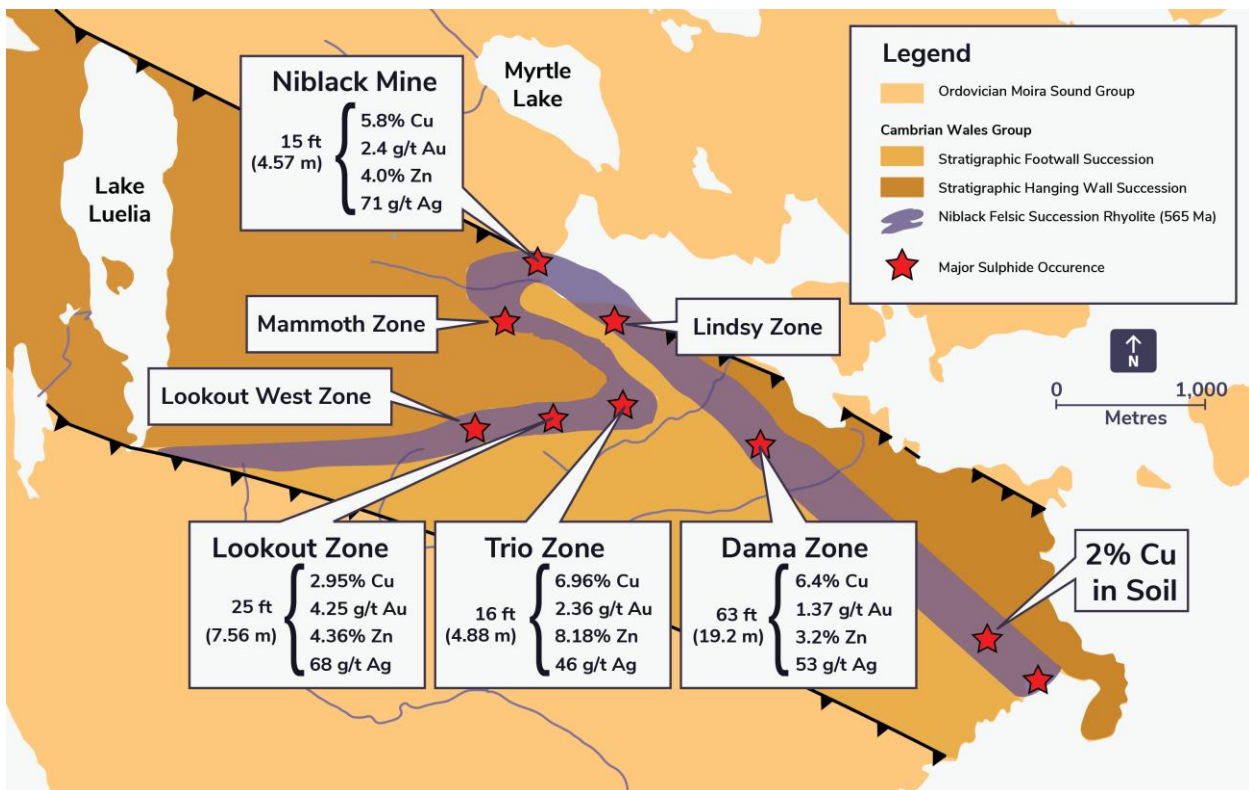 Niblack Mine
15 ft
(4.57 m)
5.8% Cu
2.4 g/t Au
4.0% Zn
71 g/t Ag
Myrtle
Lake
Lake
Luelia
Legend
Ordovician Moira Sound Group
Cambrian Wales Group
Stratigraphic Footwall Succession
Stratigraphic Hanging Wall Succession
Niblack Felsic Succession Rhyolite (565 Ma)
Major Sulphide Occurence
Mammoth Zone
Lindsy Zone
Lookout West Zone
N
0 1,000
Metres
Lookout Zone
25 ft
(7.56 m)
2.95% Cu
4.25 g/t Au
4.36% Zn
68 g/t Ag
Trio Zone
16 ft
(4.88 m)
6.96% Cu
2.36 g/t Au
8.18% Zn
46 g/t Ag
Dama Zone
63 ft
(19.2 m)
6.4% Cu
1.37 g/t Au
3.2% Zn
53 g/t Ag
2% Cu
in Soil